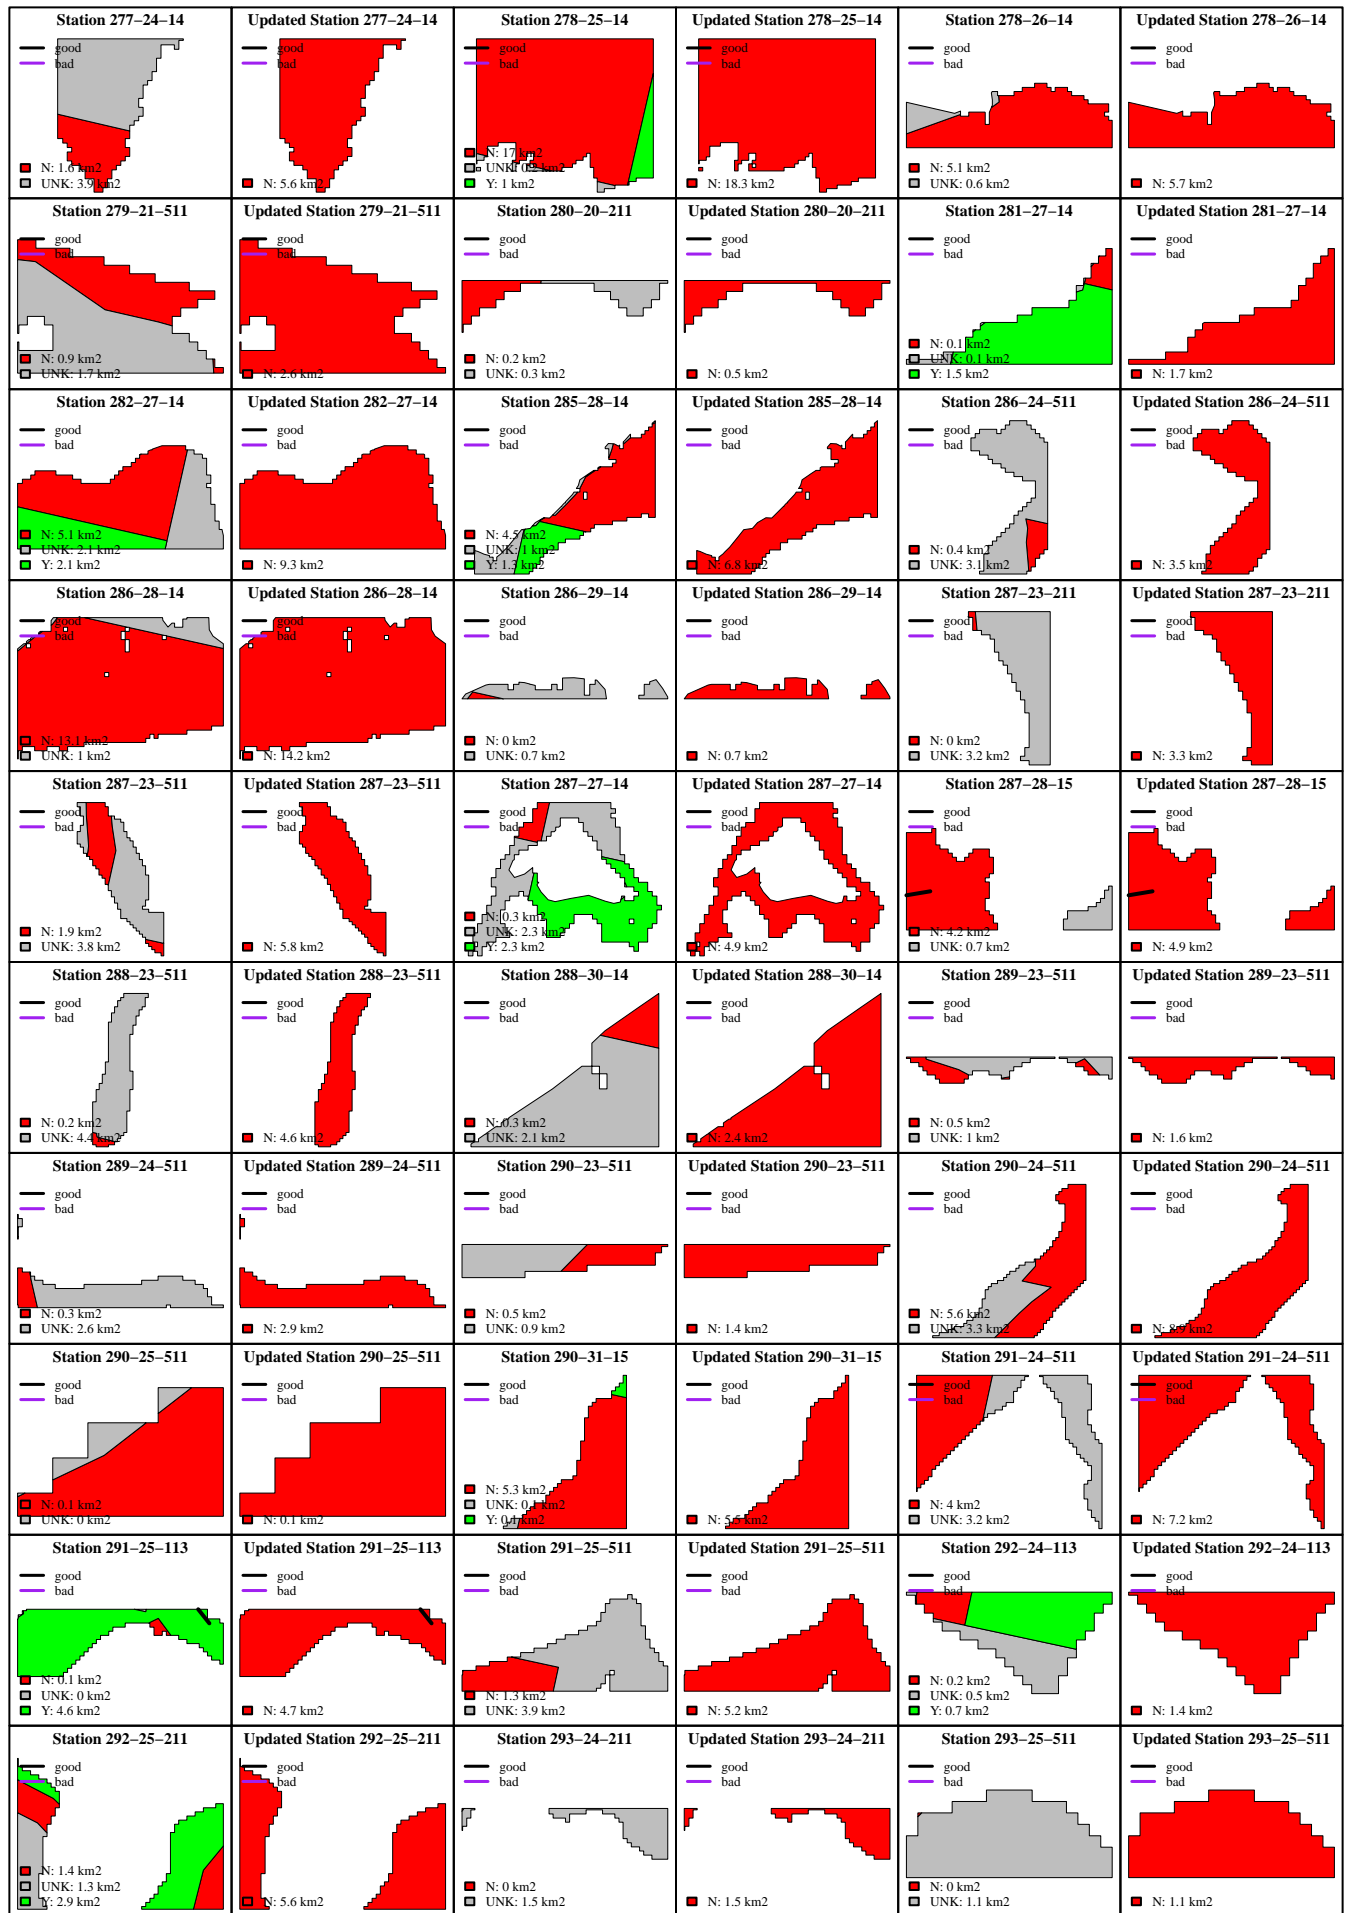 Station 277−24−14
good
bad
N: 1.6 km2
UNK: 3.9 km2
Updated Station 277−24−14
good
bad
N: 5.6 km2
Station 278−25−14
good
bad
N: 17 km2
UNK: 0.2 km2
Y: 1 km2
Updated Station 278−25−14
good
bad
N: 18.3 km2
Station 278−26−14
good
bad
N: 5.1 km2
UNK: 0.6 km2
Updated Station 278−26−14
good
bad
N: 5.7 km2
Station 279−21−511
good
bad
N: 0.9 km2
UNK: 1.7 km2
Updated Station 279−21−511
good
bad
N: 2.6 km2
Station 280−20−211
good
bad
N: 0.2 km2
UNK: 0.3 km2
Updated Station 280−20−211
good
bad
N: 0.5 km2
Station 281−27−14
good
bad
N: 0.1 km2
UNK: 0.1 km2
Y: 1.5 km2
Updated Station 281−27−14
good
bad
N: 1.7 km2
Station 282−27−14
good
bad
N: 5.1 km2
UNK: 2.1 km2
Y: 2.1 km2
Updated Station 282−27−14
good
bad
N: 9.3 km2
Station 285−28−14
good
bad
N: 4.5 km2
UNK: 1 km2
Y: 1.3 km2
Updated Station 285−28−14
good
bad
N: 6.8 km2
Station 286−24−511
good
bad
N: 0.4 km2
UNK: 3.1 km2
Updated Station 286−24−511
good
bad
N: 3.5 km2
Station 286−28−14
good
bad
N: 13.1 km2
UNK: 1 km2
Updated Station 286−28−14
good
bad
N: 14.2 km2
Station 286−29−14
good
bad
N: 0 km2
UNK: 0.7 km2
Updated Station 286−29−14
good
bad
N: 0.7 km2
Station 287−23−211
good
bad
N: 0 km2
UNK: 3.2 km2
Updated Station 287−23−211
good
bad
N: 3.3 km2
Station 287−23−511
good
bad
N: 1.9 km2
UNK: 3.8 km2
Updated Station 287−23−511
good
bad
N: 5.8 km2
Station 287−27−14
good
bad
N: 0.3 km2
UNK: 2.3 km2
Y: 2.3 km2
Updated Station 287−27−14
good
bad
N: 4.9 km2
Station 287−28−15
good
bad
N: 4.2 km2
UNK: 0.7 km2
Updated Station 287−28−15
good
bad
N: 4.9 km2
Station 288−23−511
good
bad
N: 0.2 km2
UNK: 4.4 km2
Updated Station 288−23−511
good
bad
N: 4.6 km2
Station 288−30−14
good
bad
N: 0.3 km2
UNK: 2.1 km2
Updated Station 288−30−14
good
bad
N: 2.4 km2
Station 289−23−511
good
bad
N: 0.5 km2
UNK: 1 km2
Updated Station 289−23−511
good
bad
N: 1.6 km2
Station 289−24−511
good
bad
N: 0.3 km2
UNK: 2.6 km2
Updated Station 289−24−511
good
bad
N: 2.9 km2
Station 290−23−511
good
bad
N: 0.5 km2
UNK: 0.9 km2
Updated Station 290−23−511
good
bad
N: 1.4 km2
Station 290−24−511
good
bad
N: 5.6 km2
UNK: 3.3 km2
Updated Station 290−24−511
good
bad
N: 8.9 km2
Station 290−25−511
good
bad
N: 0.1 km2
UNK: 0 km2
Updated Station 290−25−511
good
bad
N: 0.1 km2
Station 290−31−15
good
bad
N: 5.3 km2
UNK: 0.1 km2
Y: 0.1 km2
Updated Station 290−31−15
good
bad
N: 5.5 km2
Station 291−24−511
good
bad
N: 4 km2
UNK: 3.2 km2
Updated Station 291−24−511
good
bad
N: 7.2 km2
Station 291−25−113
good
bad
N: 0.1 km2
UNK: 0 km2
Y: 4.6 km2
Updated Station 291−25−113
good
bad
N: 4.7 km2
Station 291−25−511
good
bad
N: 1.3 km2
UNK: 3.9 km2
Updated Station 291−25−511
good
bad
N: 5.2 km2
Station 292−24−113
good
bad
N: 0.2 km2
UNK: 0.5 km2
Y: 0.7 km2
Updated Station 292−24−113
good
bad
N: 1.4 km2
Station 292−25−211
good
bad
N: 1.4 km2
UNK: 1.3 km2
Y: 2.9 km2
Updated Station 292−25−211
good
bad
N: 5.6 km2
Station 293−24−211
good
bad
N: 0 km2
UNK: 1.5 km2
Updated Station 293−24−211
good
bad
N: 1.5 km2
Station 293−25−511
good
bad
N: 0 km2
UNK: 1.1 km2
Updated Station 293−25−511
good
bad
N: 1.1 km2